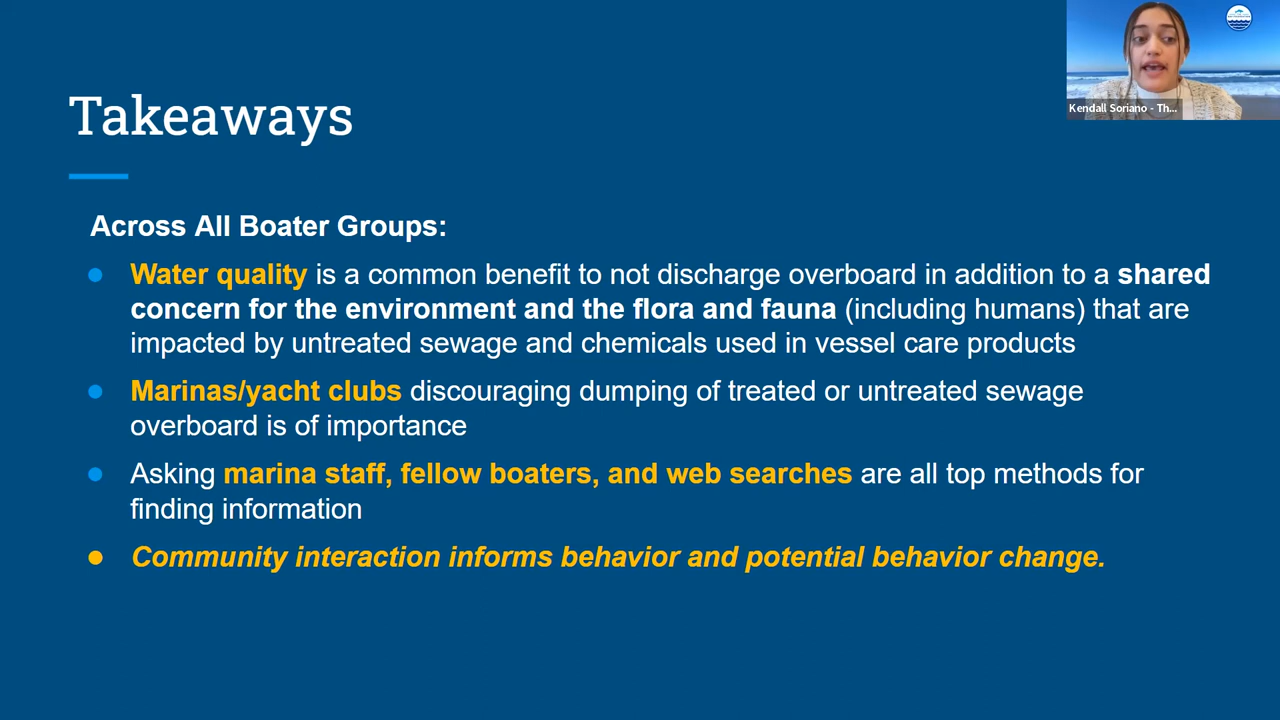 Kendall Soriano - Th...
Takeaways
Across All Boater Groups:
Water quality is a common benefit to not discharge overboard in addition to a shared
concern for the environment and the flora and fauna (including humans) that are
impacted by untreated sewage and chemicals used in vessel care products
Marinas/yacht clubs discouraging dumping of treated or untreated sewage
overboard is of importance
Asking marina staff, fellow boaters, and web searches are all top methods for
finding information
Community interaction informs behavior and potential behavior change.